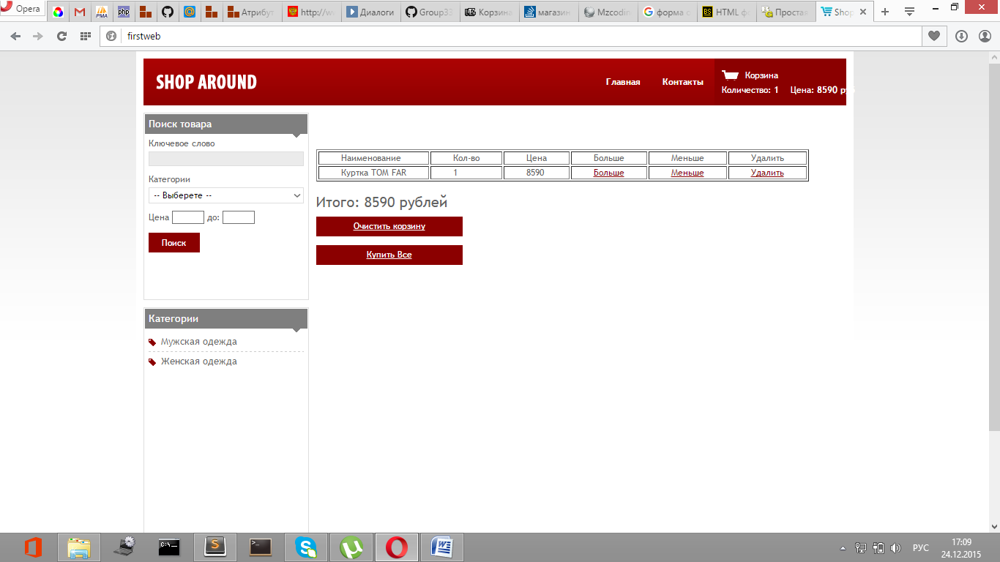 Opera
Атрибут
http://w
Диалоги
Group33
Корзина
магазин
Mzcodin
форма о
HTML ф
Простая
Shop
firstweb
SHOP AROUND
Главная
Контакты
Корзина
Количество: 1 Цена: 8590 руб
Поиск товара
Ключевое слово
Категории
-- Выберете --
Цена до:
Поиск
Наименование Кол-во Цена Больше Меньше Удалить
Куртка TOM FAR 1 8590 Больше Меньше Удалить
Итого: 8590 рублей
Очистить корзину
Купить Все
Категории
Мужская одежда
Женская одежда
РУС
17:09
24.12.2015